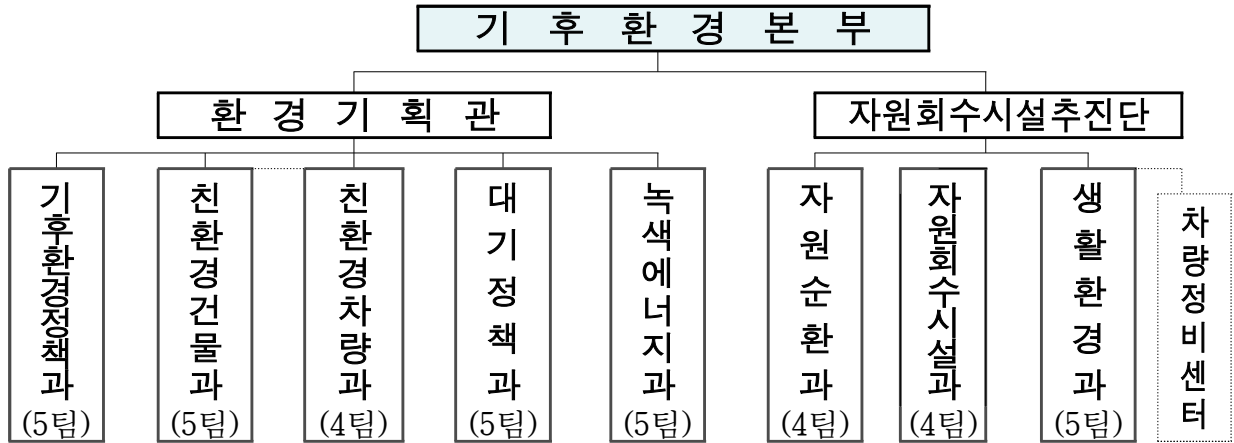 기 후 환 경 본 부
환 경 기 획 관
자원회수시설추진단
기후환경정책과
(5팀)
친환경건물과
(5팀)
친환경차량과
(4팀)
대기정책과
(5팀)
녹색에너지과
(5팀)
자원순환과
(4팀)
자원회수시설과
(4팀)
생활환경과
(5팀)
차량정비센터